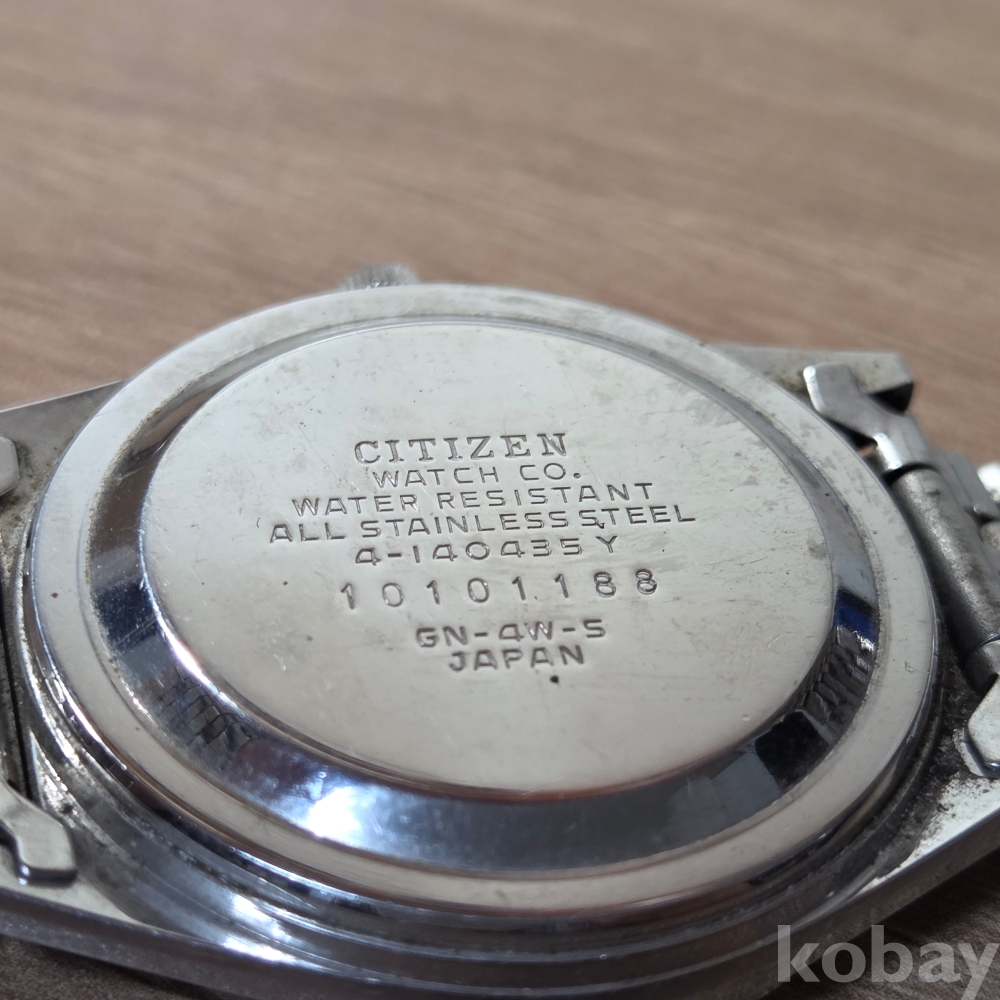 CITIZEN
WATCH CO.
WATER RESISTANT
ALL STAINLESS STEEL
4-140435 Y
10101188
GN-4W-S
JAPAN
kobay